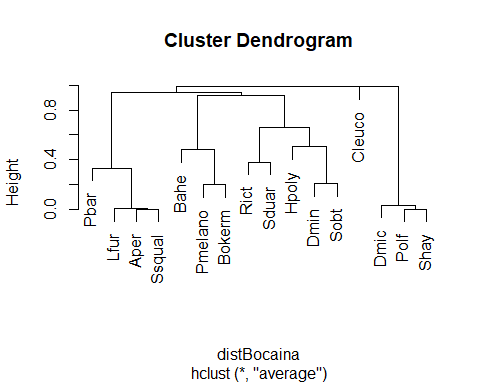 Cluster Dendrogram
Height
0.0
0.4
0.8
Pbar
Lfur
Aper
Ssqual
Bahe
Pmelano
Bokerm
Rict
Sduar
Hpoly
Dmin
Sobt
Cleuco
Dmic
Polf
Shay
distBocaina
hclust (*, "average")